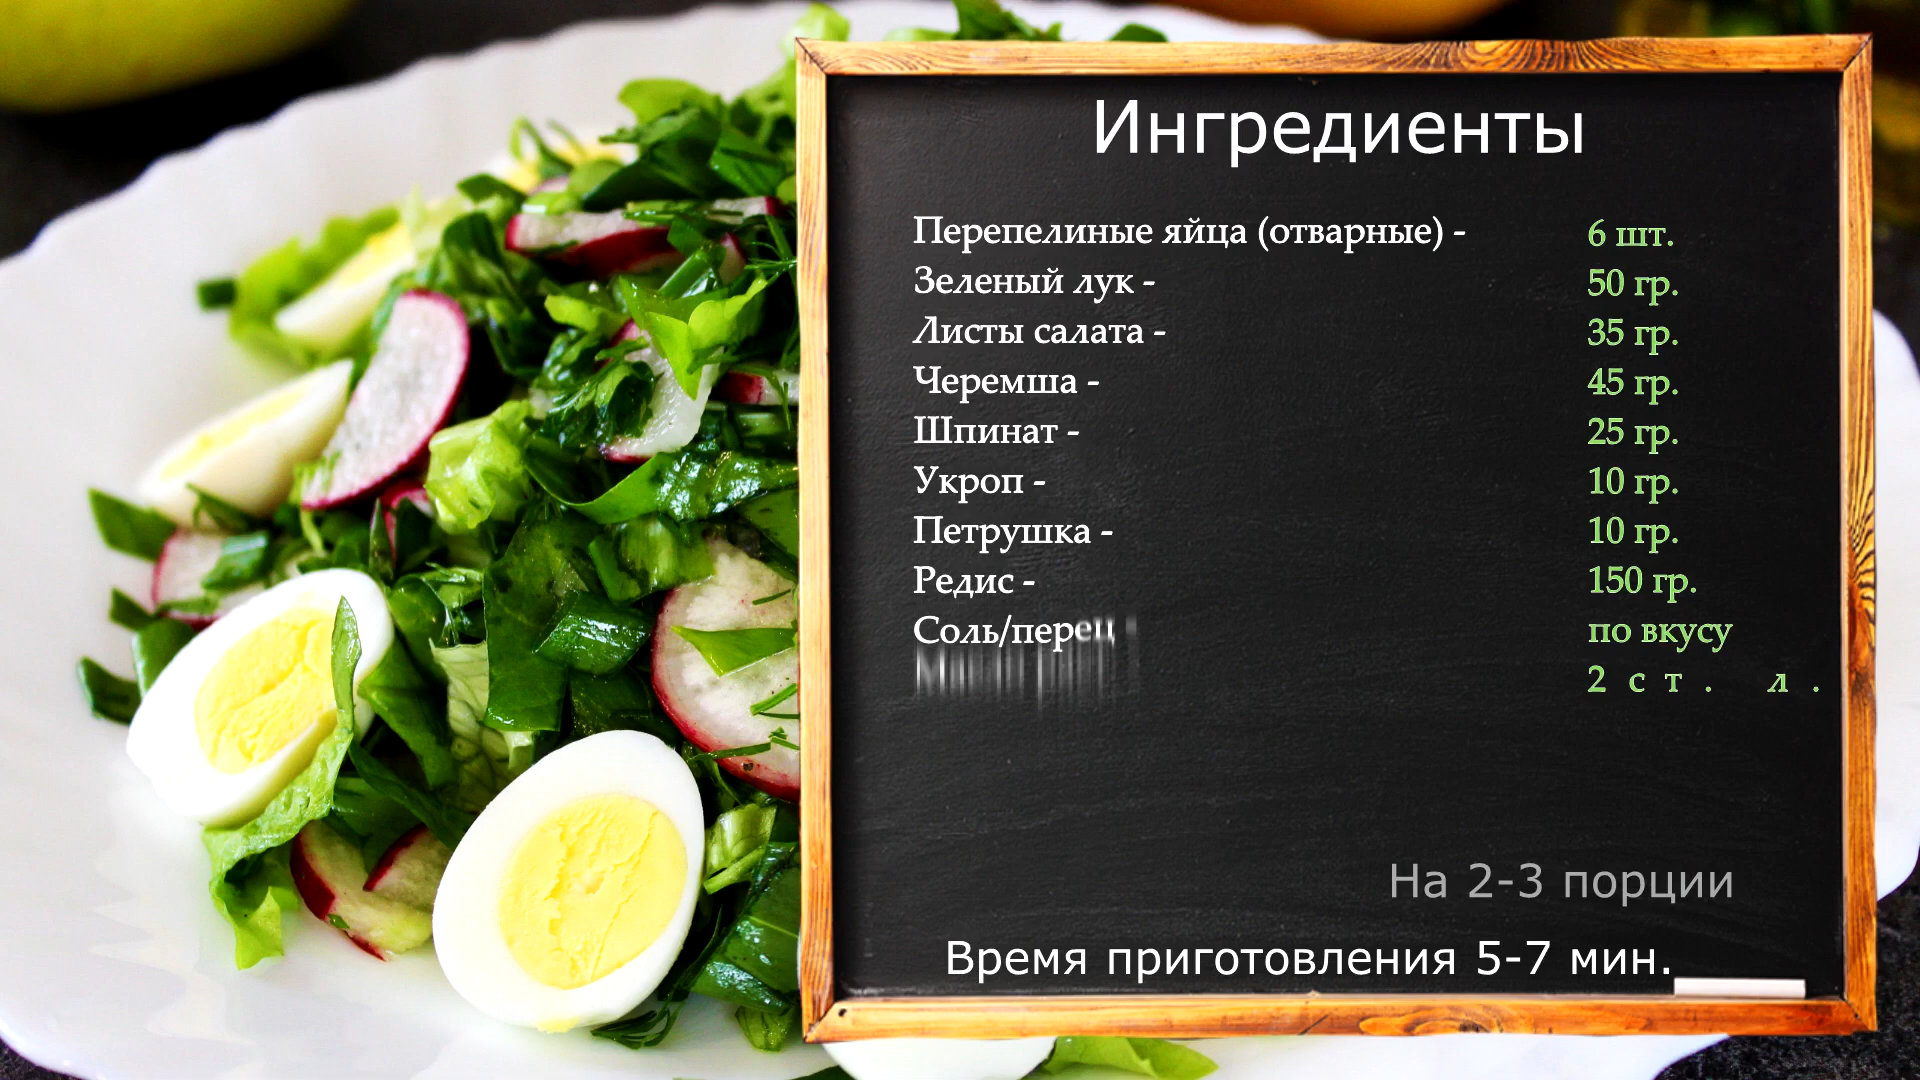 Ингредиенты
Перепелиные яйца (отварные) - 6 шт.
Зеленый лук - 50 гр.
Листы салата - 35 гр.
Черемша - 45 гр.
Шпинат - 25 гр.
Укроп - 10 гр.
Петрушка - 10 гр.
Редис - 150 гр.
Соль/перец по вкусу
2 ст. л.
На 2-3 порции
Время приготовления 5-7 мин.